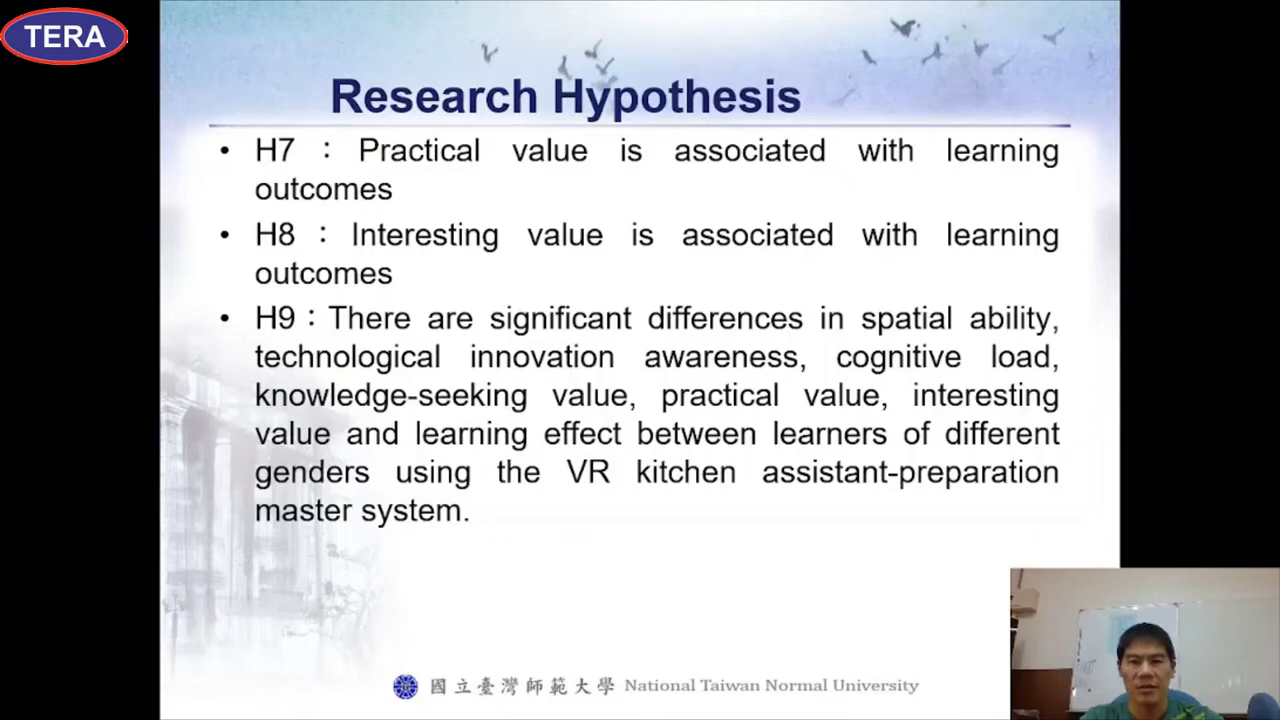 TERA
Research Hypothesis
• H7：Practical value is associated with learning
outcomes
• H8：Interesting value is associated with learning
outcomes
• H9：There are significant differences in spatial ability,
technological innovation awareness, cognitive load,
knowledge-seeking value, practical value, interesting
value and learning effect between learners of different
genders using the VR kitchen assistant-preparation
master system.
國立臺灣師範大學 National Taiwan Normal University